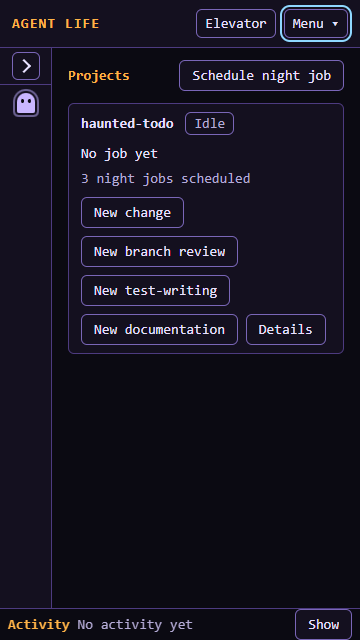 AGENT LIFE
Elevator
Menu ▾
Projects
Schedule night job
haunted-todo
Idle
No job yet
3 night jobs scheduled
New change
New branch review
New test-writing
New documentation
Details
Activity No activity yet
Show